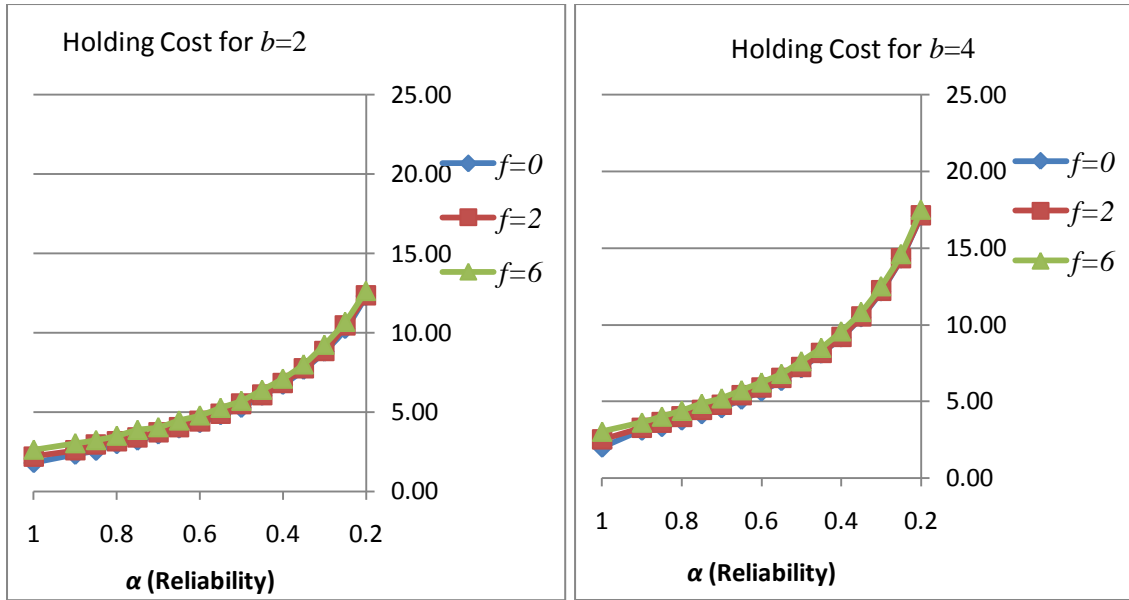 Holding Cost for b=2
25.00
20.00
15.00
10.00
5.00
0.00
f=0
f=2
f=6
1 0.8 0.6 0.4 0.2
α (Reliability)
Holding Cost for b=4
25.00
20.00
15.00
10.00
5.00
0.00
f=0
f=2
f=6
1 0.8 0.6 0.4 0.2
α (Reliability)